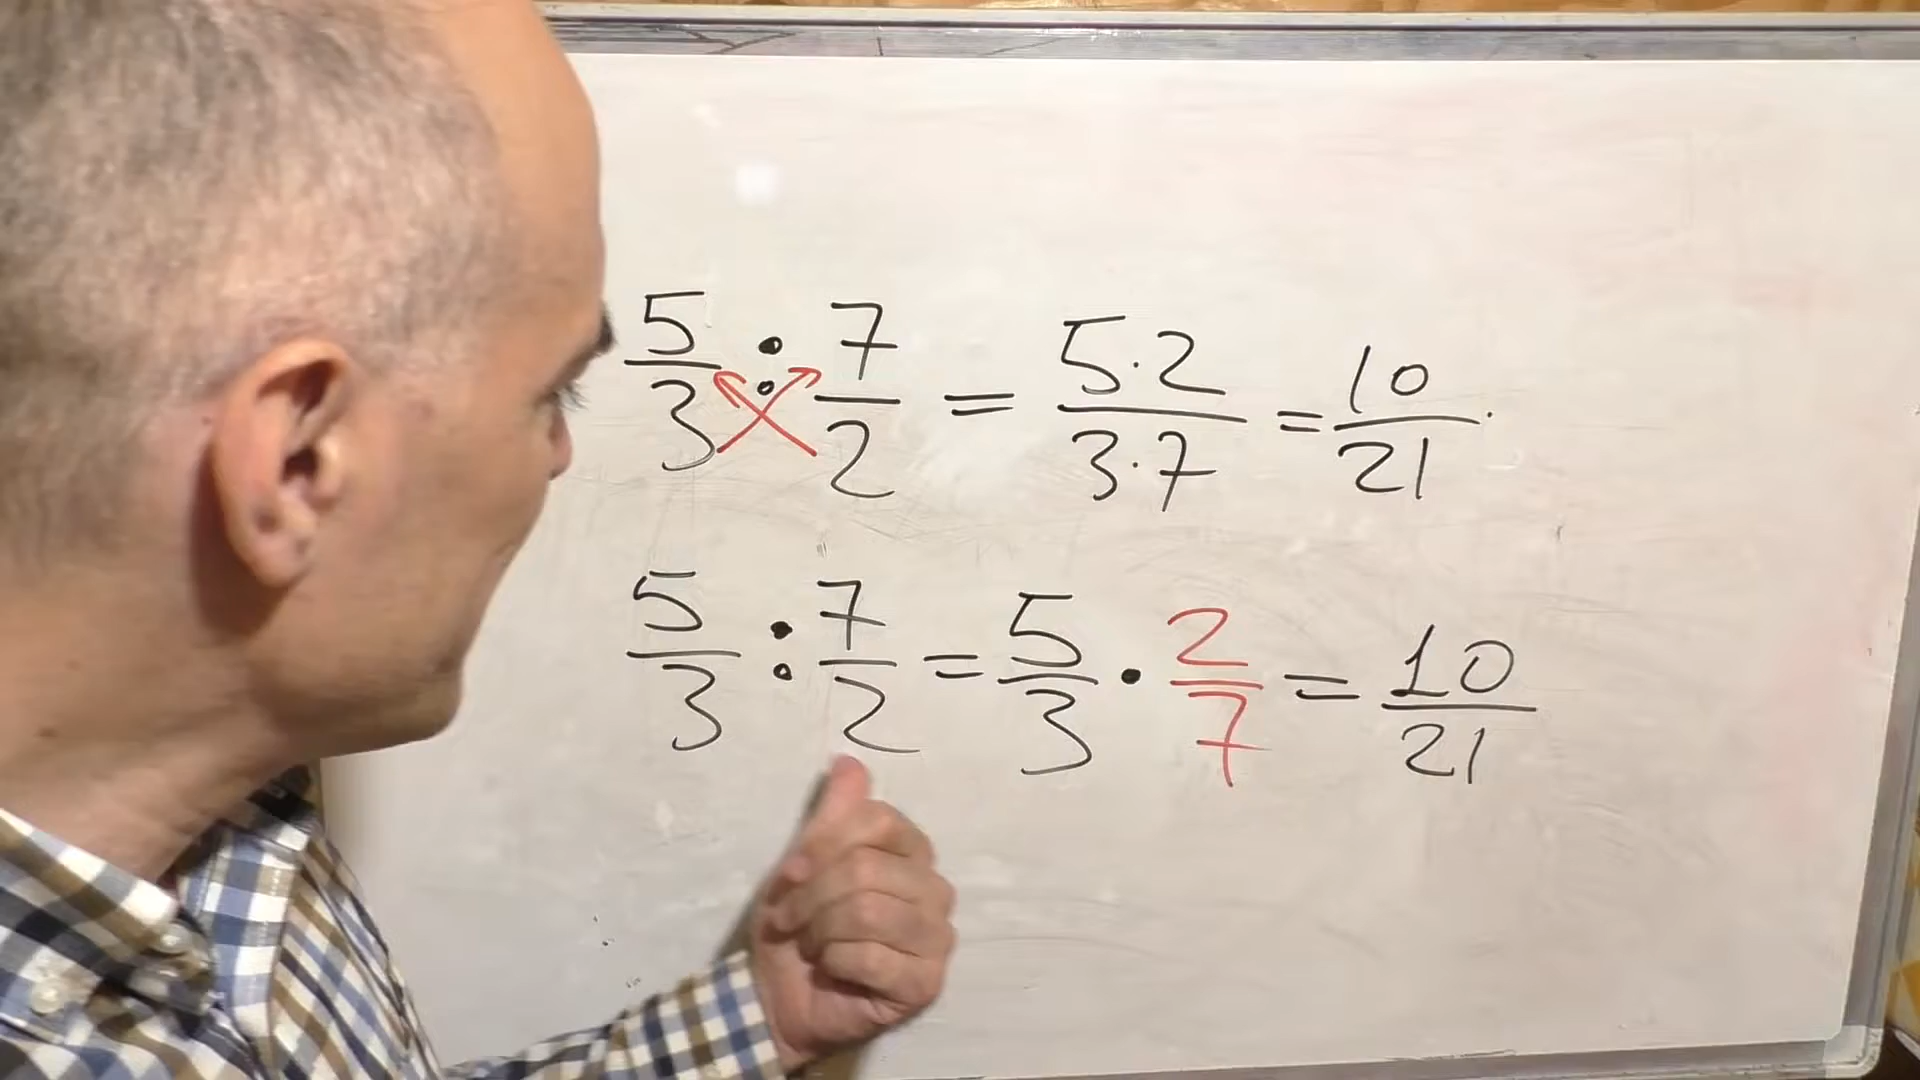 5/3 : 7/2 = 5·2/3·7 = 10/21
5/3 : 7/2 = 5/3 · 2/7 = 10/21